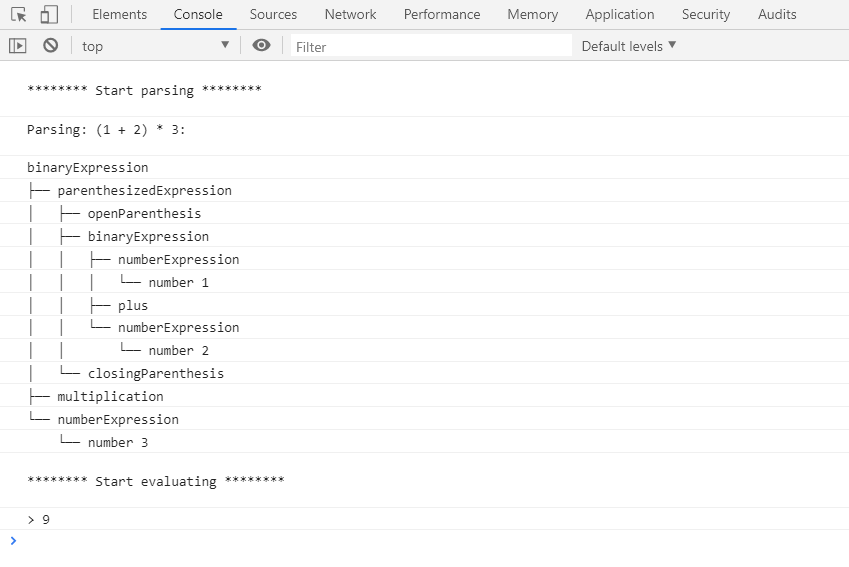 Elements Console Sources Network Performance Memory Application Security Audits
top ▼ Filter Default levels ▼
******** Start parsing ********
Parsing: (1 + 2) * 3:
binaryExpression
├── parenthesizedExpression
│   ├── openParenthesis
│   ├── binaryExpression
│   │   ├── numberExpression
│   │   │   └── number 1
│   │   ├── plus
│   │   └── numberExpression
│   │       └── number 2
│   └── closingParenthesis
├── multiplication
└── numberExpression
    └── number 3
******** Start evaluating ********
> 9